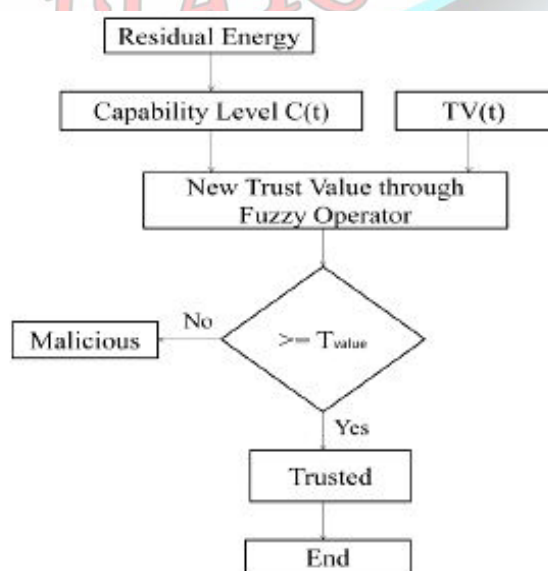 Residual Energy
Capability Level C(t)
TV(t)
New Trust Value through
Fuzzy Operator
>= Tvalue
No
Malicious
Yes
Trusted
End